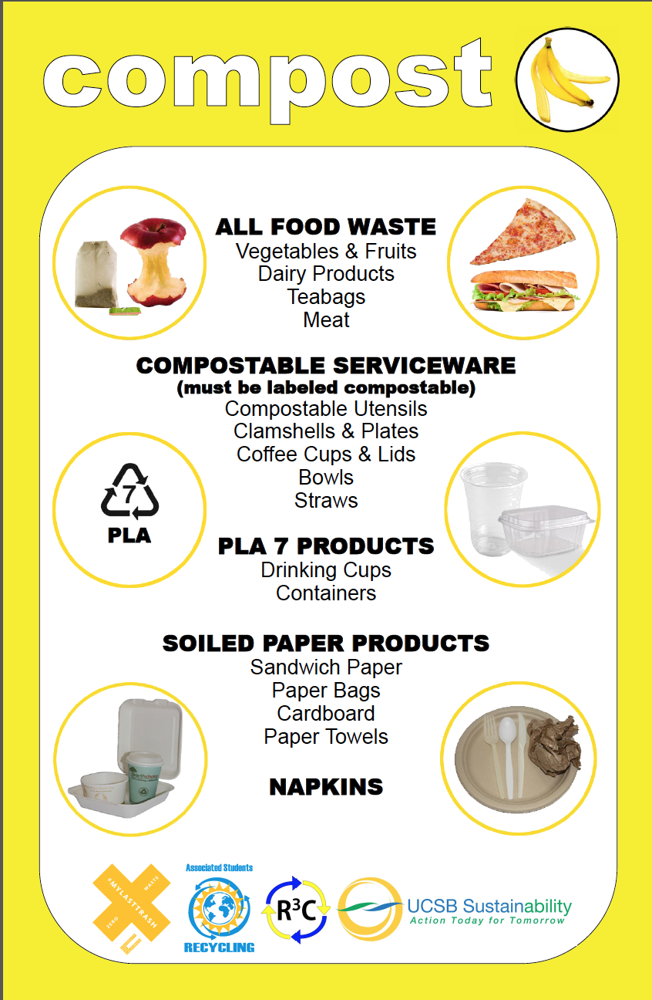 compost
ALL FOOD WASTE
Vegetables & Fruits
Dairy Products
Teabags
Meat
COMPOSTABLE SERVICEWARE
(must be labeled compostable)
Compostable Utensils
Clamshells & Plates
Coffee Cups & Lids
Bowls
Straws
7
PLA
PLA 7 PRODUCTS
Drinking Cups
Containers
SOILED PAPER PRODUCTS
Sandwich Paper
Paper Bags
Cardboard
Paper Towels
NAPKINS
#MYLASTTRASH
ZERO
WASTE
Associated Students
RECYCLING
R³C
UCSB Sustainability
Action Today for Tomorrow